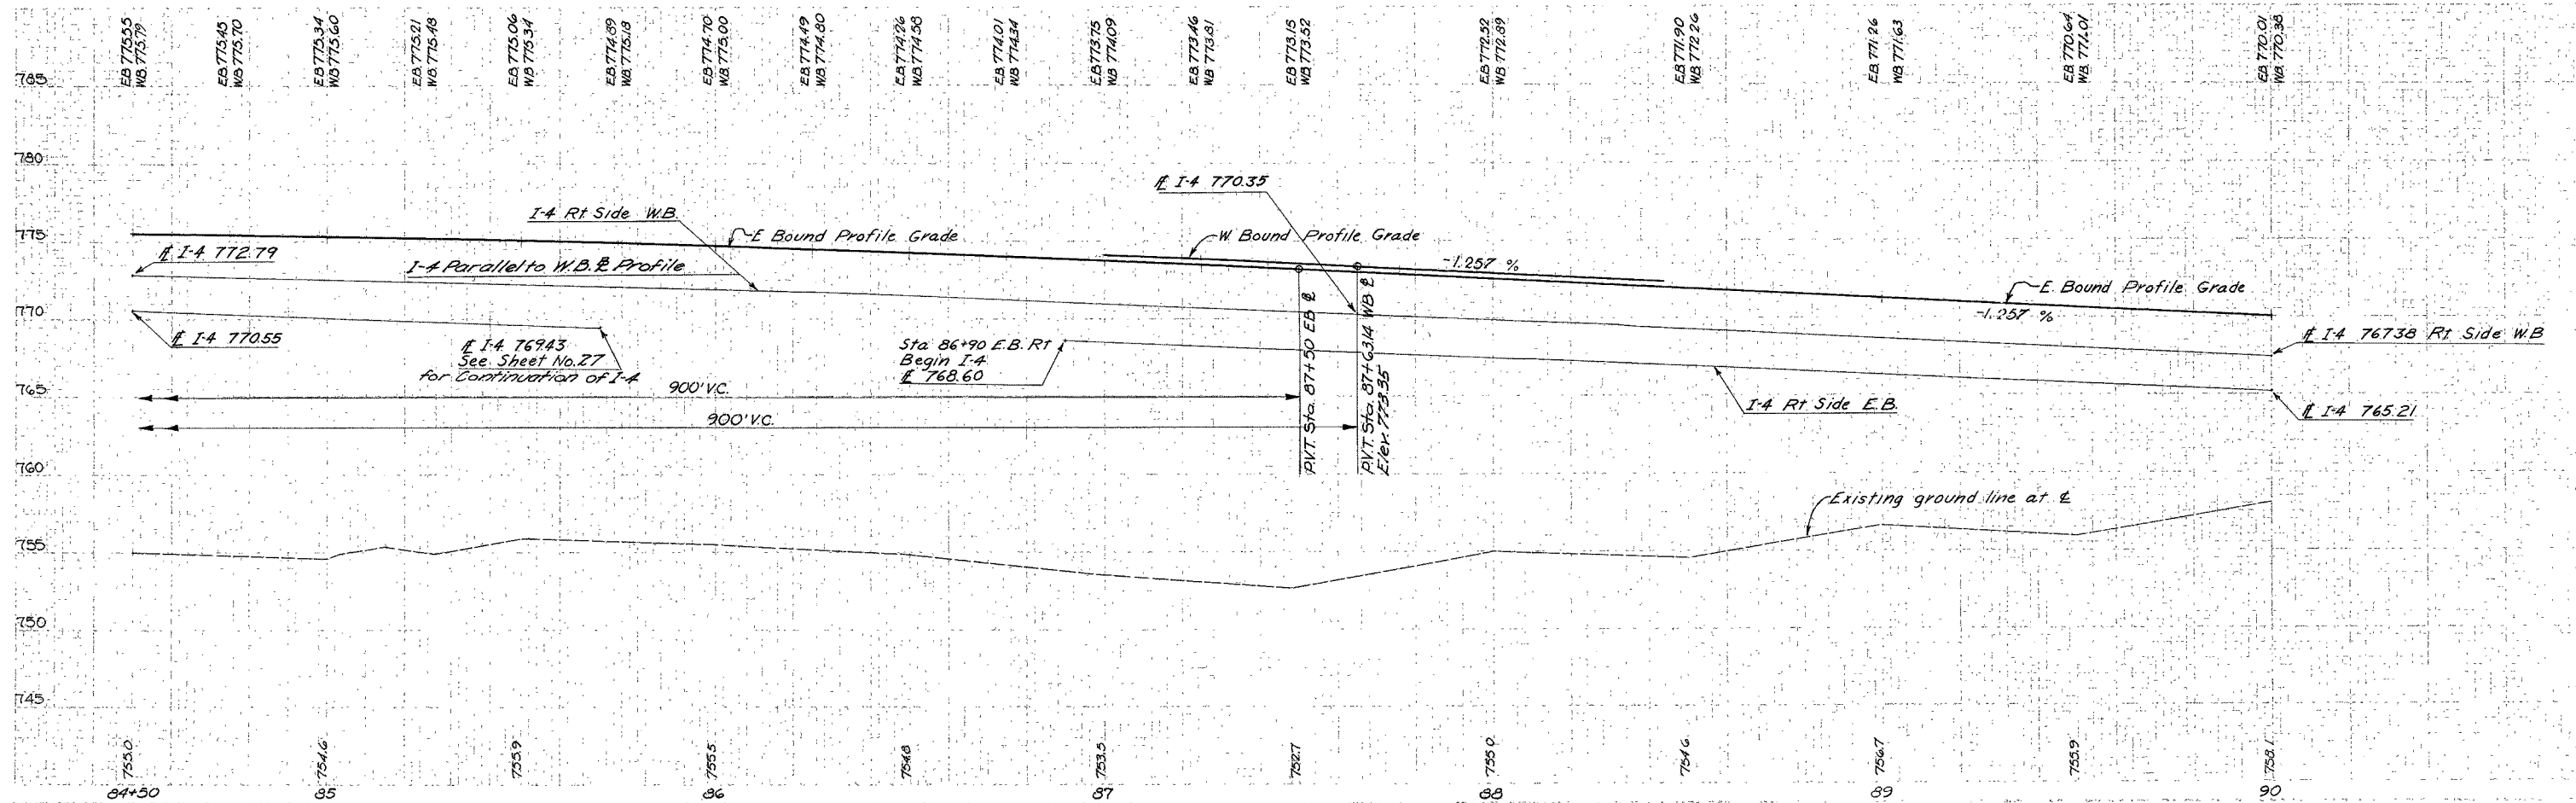 EB 775.55
WB 775.79
EB 775.45
WB 775.70
EB 775.34
WB 775.60
EB 775.21
WB 775.48
EB 775.06
WB 775.34
EB 774.89
WB 775.18
EB 774.70
WB 775.00
EB 774.49
WB 774.80
EB 774.26
WB 774.58
EB 774.01
WB 774.34
EB 773.75
WB 774.09
EB 773.46
WB 773.81
EB 773.15
WB 773.52
EB 772.52
WB 772.89
EB 771.90
WB 772.26
EB 771.26
WB 771.63
EB 770.64
WB 771.01
EB 770.01
WB 770.38
785
780
775
770
765
760
755
750
745
I-4 770.35
I-4 Rt Side W.B.
E Bound Profile Grade
W. Bound Profile Grade
I-4 772.79
I-4 Parallel to W.B. Profile
-1.257 %
E. Bound Profile Grade
-1.257 %
I-4 770.55
I-4 769.43
See Sheet No. 27
for Continuation of I-4
Sta 86+90 E.B. Rt
Begin I-4
768.60
I-4 767.38 Rt Side W.B
900' V.C.
900' V.C.
P.V.T. Sta. 87+50 EB
P.V.T. Sta. 87+63.14 WB
Elev. 773.35
I-4 Rt Side E.B.
I-4 765.21
Existing ground line at ℄
755.0
754.6
755.9
755.5
754.8
753.5
752.7
755.0
754.6
756.7
755.9
758.1
84+50
85
86
87
88
89
90